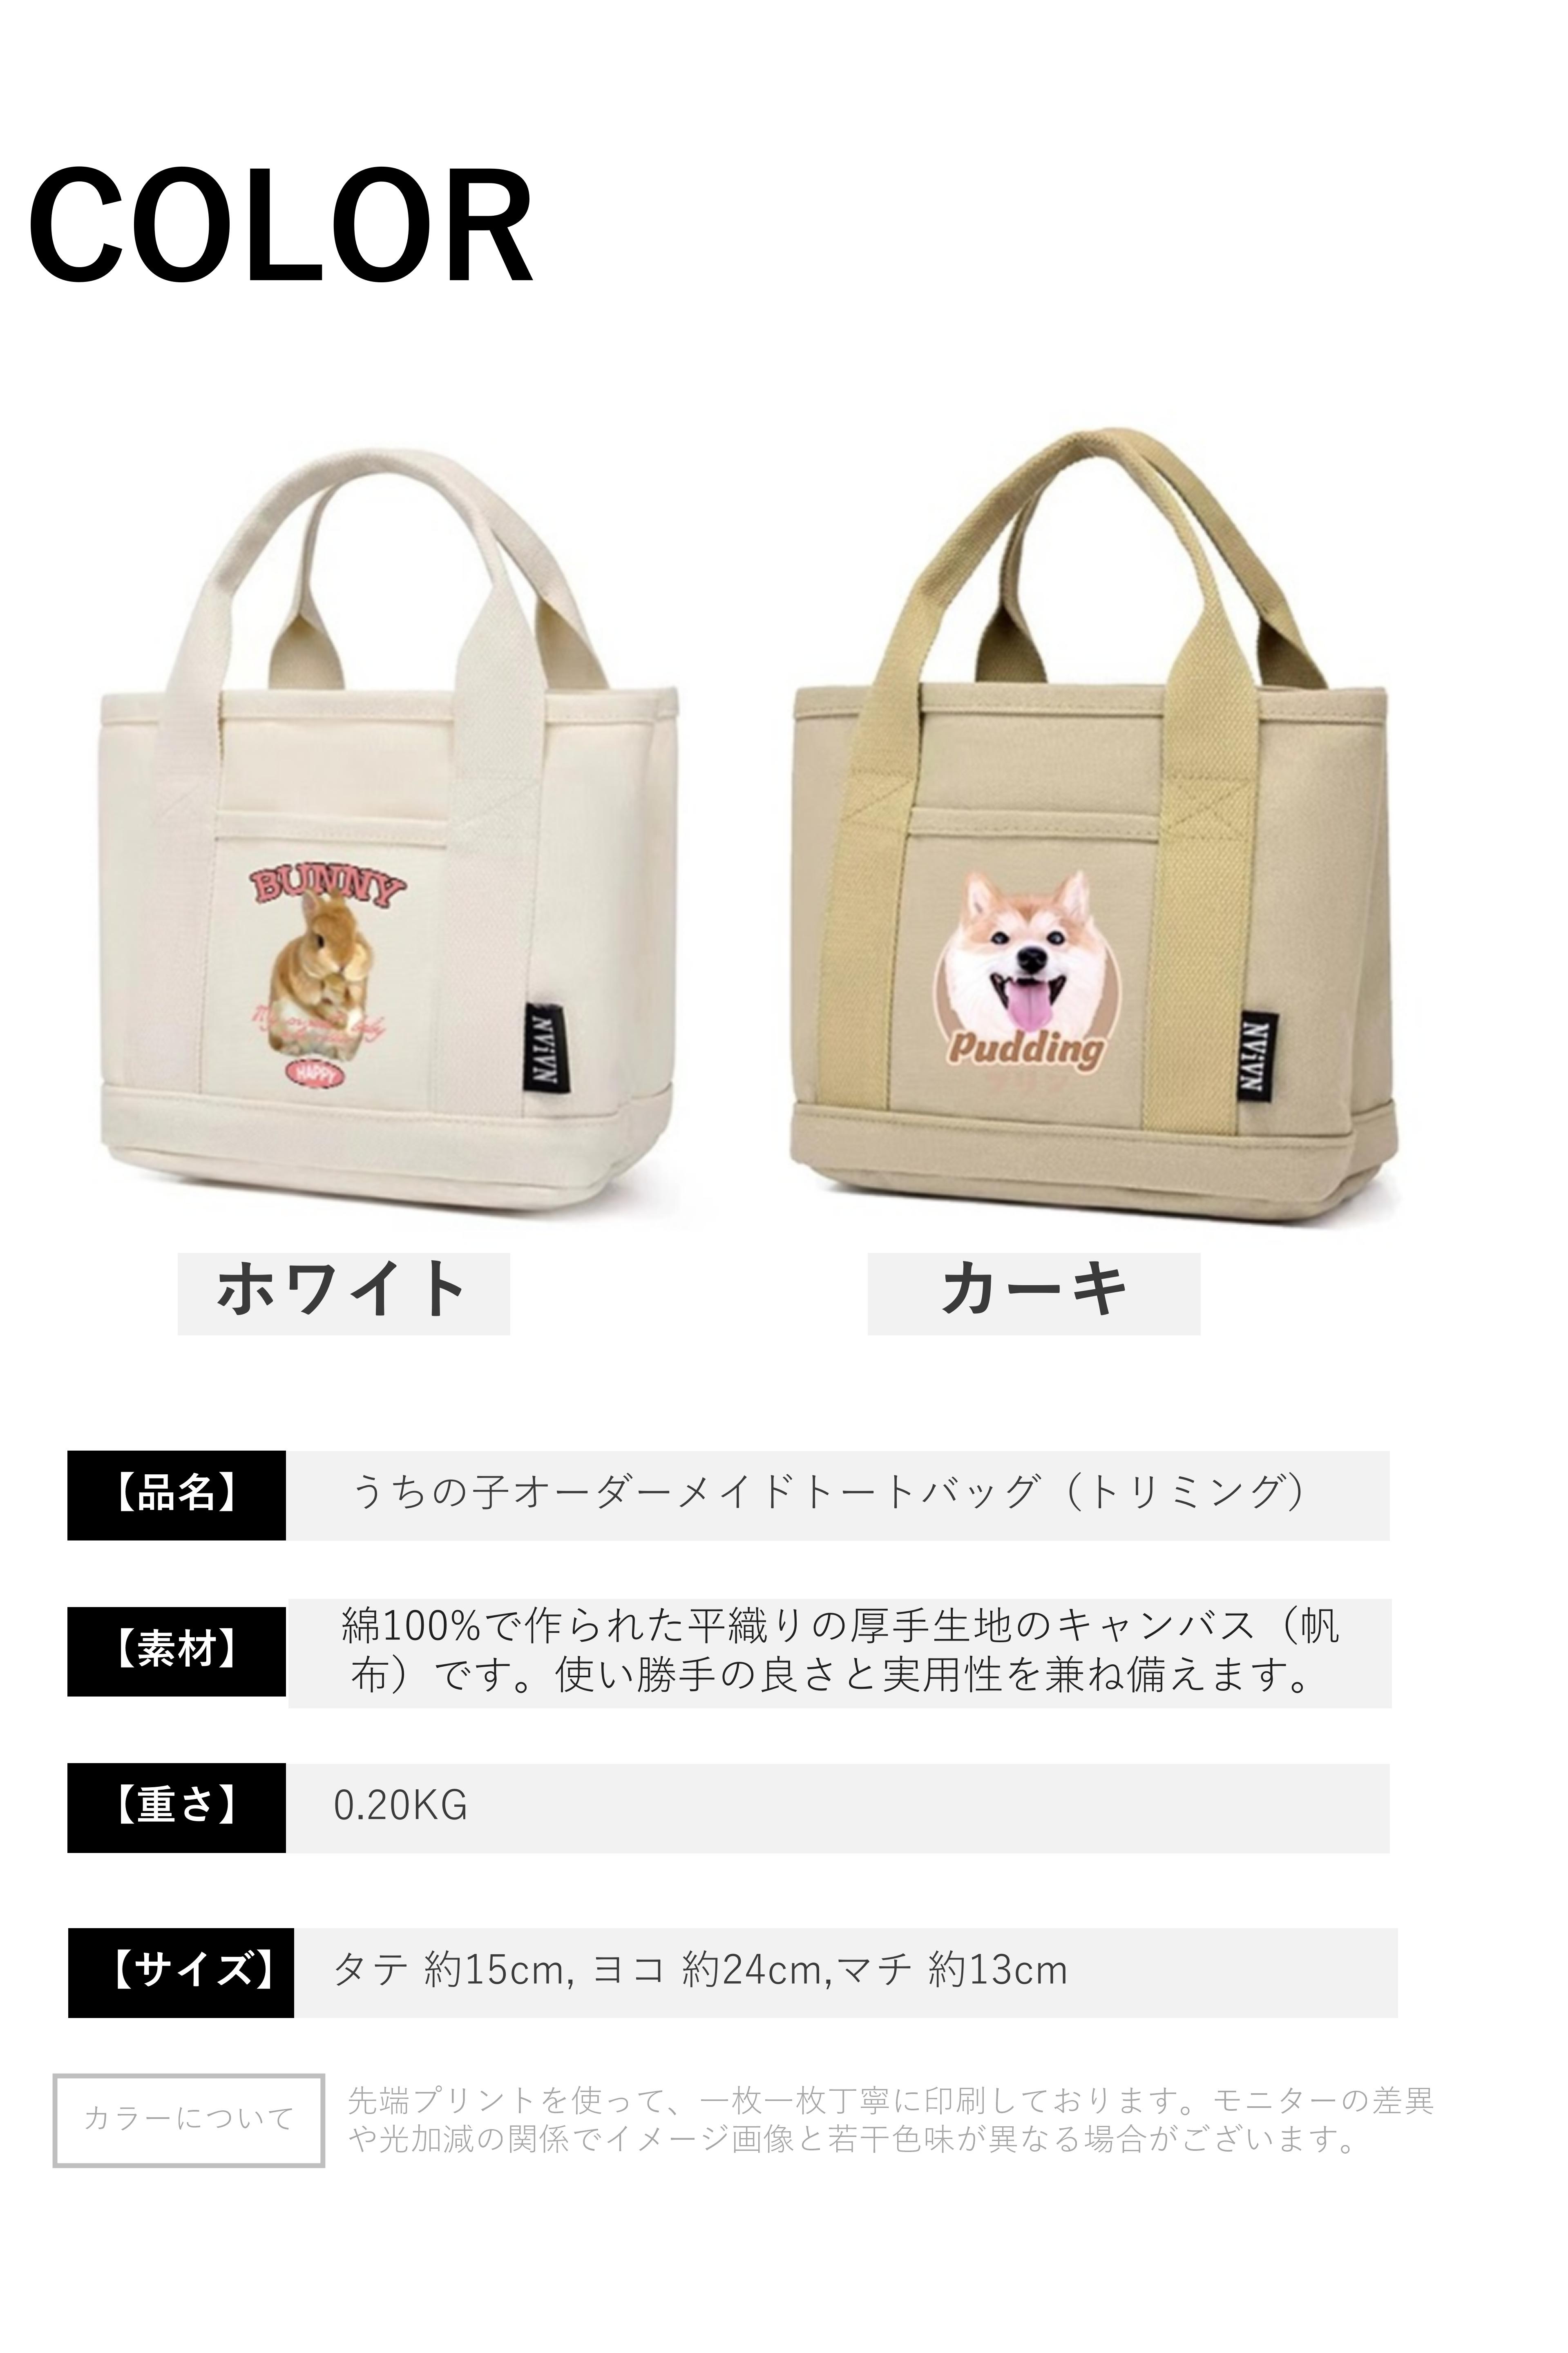 COLOR
BUNNY
HAPPY
NViVN
Pudding
NViVN
ホワイト
カーキ
【品名】
うちの子オーダーメイドトートバッグ（トリミング）
【素材】
綿100%で作られた平織りの厚手生地のキャンバス（帆
布）です。使い勝手の良さと実用性を兼ね備えます。
【重さ】
0.20KG
【サイズ】
タテ 約15cm, ヨコ 約24cm,マチ 約13cm
カラーについて
先端プリントを使って、一枚一枚丁寧に印刷しております。モニターの差異
や光加減の関係でイメージ画像と若干色味が異なる場合がございます。